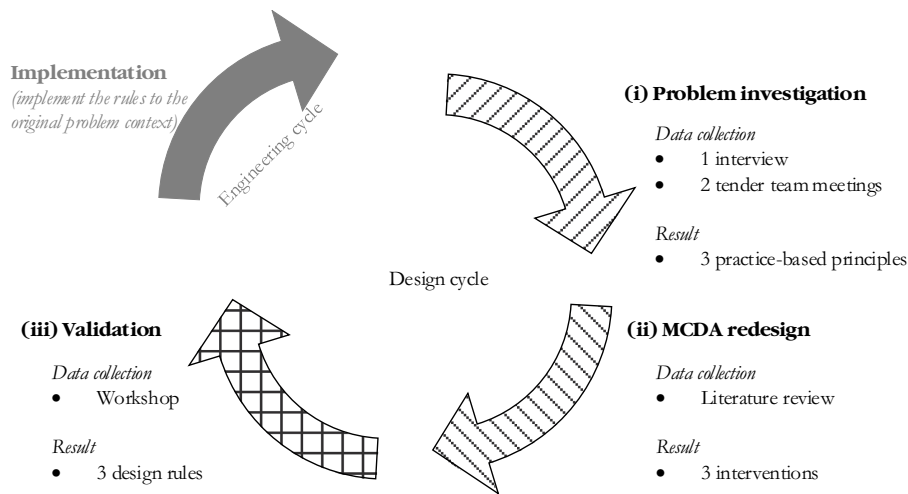 Implementation
(implement the rules to the
original problem context)
Engineering cycle
(i) Problem investigation
Data collection
• 1 interview
• 2 tender team meetings
Result
• 3 practice-based principles
Design cycle
(ii) MCDA redesign
Data collection
• Literature review
Result
• 3 interventions
(iii) Validation
Data collection
• Workshop
Result
• 3 design rules